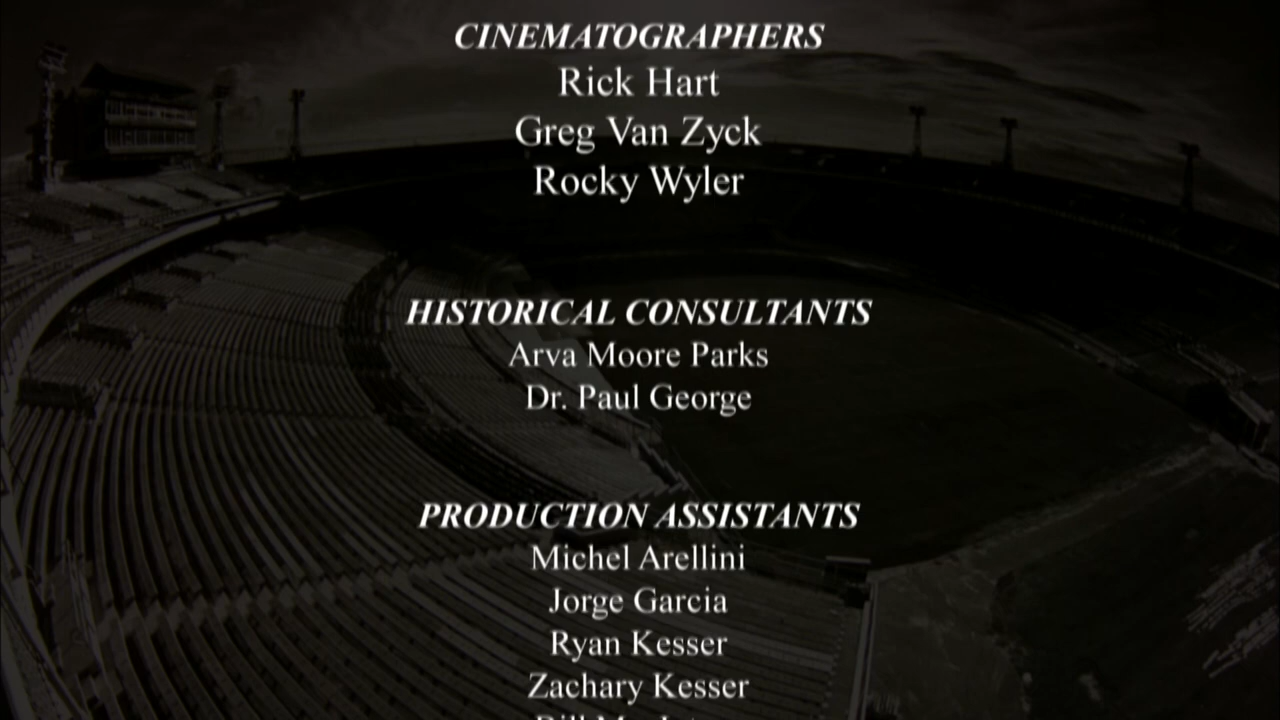 CINEMATOGRAPHERS
Rick Hart
Greg Van Zyck
Rocky Wyler
HISTORICAL CONSULTANTS
Arva Moore Parks
Dr. Paul George
PRODUCTION ASSISTANTS
Michel Arellini
Jorge Garcia
Ryan Kesser
Zachary Kesser